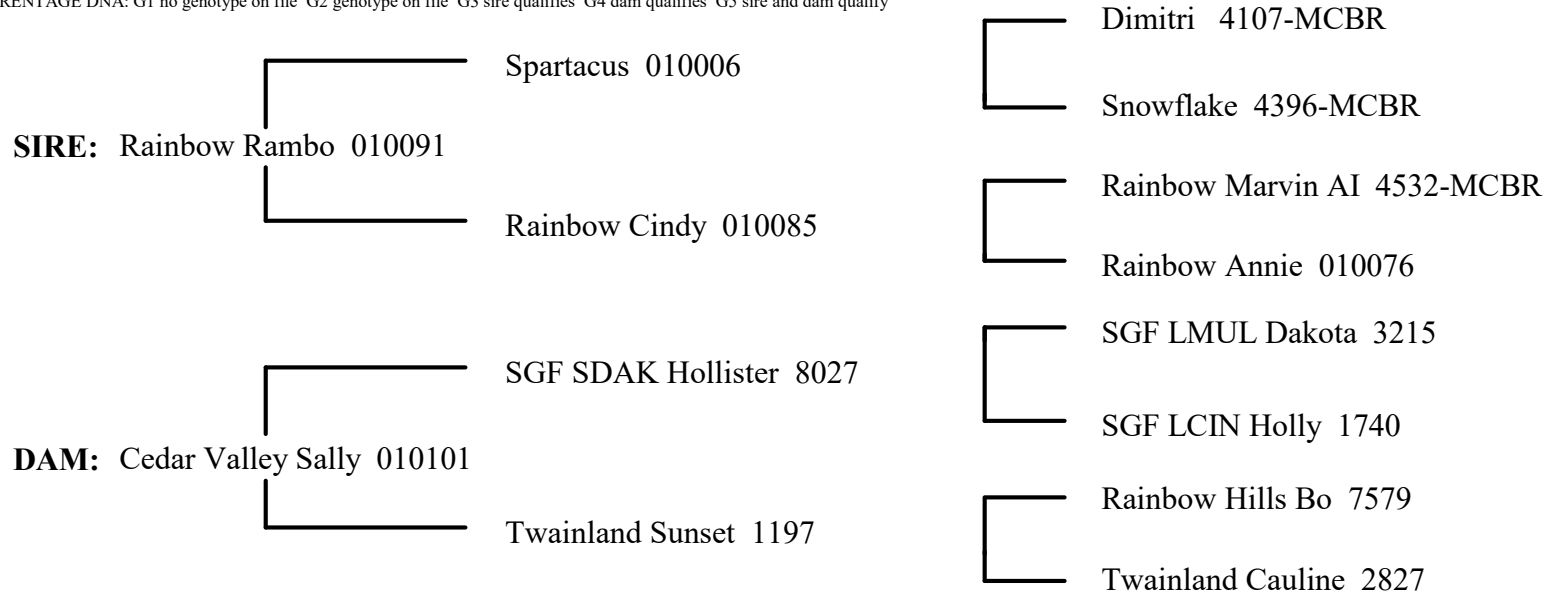 RENTAGE DNA: G1 no genotype on file G2 genotype on file G3 sire qualifies G4 dam qualifies G5 sire and dam qualify
Dimitri 4107-MCBR
Spartacus 010006
Snowflake 4396-MCBR
SIRE: Rainbow Rambo 010091
Rainbow Marvin AI 4532-MCBR
Rainbow Cindy 010085
Rainbow Annie 010076
SGF LMUL Dakota 3215
SGF SDAK Hollister 8027
SGF LCIN Holly 1740
DAM: Cedar Valley Sally 010101
Rainbow Hills Bo 7579
Twainland Sunset 1197
Twainland Cauline 2827